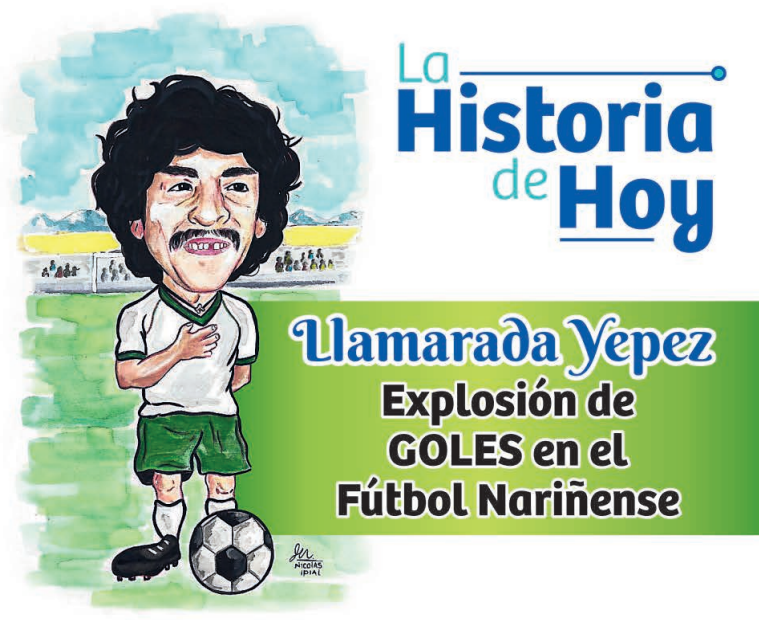 La
Historia
de
Hoy
Llamarada Yepez
Explosión de
GOLES en el
Fútbol Nariñense
NICOLAS
IPIAL